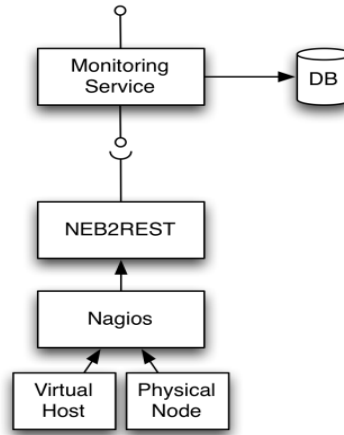 Monitoring
Service
DB
NEB2REST
Nagios
Virtual
Host
Physical
Node